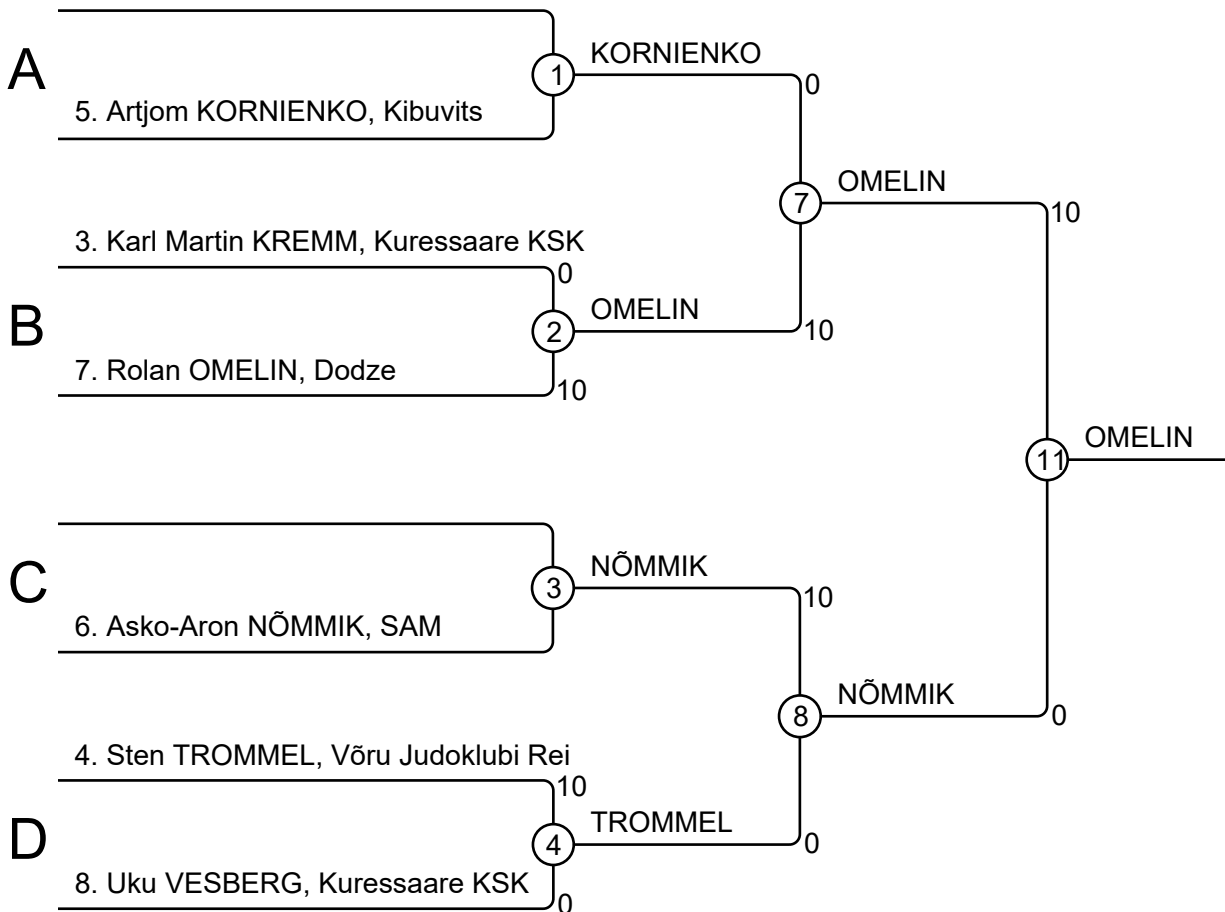 KORNIENKO
A
1
0
5. Artjom KORNIENKO, Kibuvits
OMELIN
7
10
3. Karl Martin KREMM, Kuressaare KSK
0
OMELIN
B
2
10
7. Rolan OMELIN, Dodze
10
OMELIN
11
NÕMMIK
C
3
10
6. Asko-Aron NÕMMIK, SAM
NÕMMIK
8
0
4. Sten TROMMEL, Võru Judoklubi Rei
10
TROMMEL
D
4
0
8. Uku VESBERG, Kuressaare KSK
0